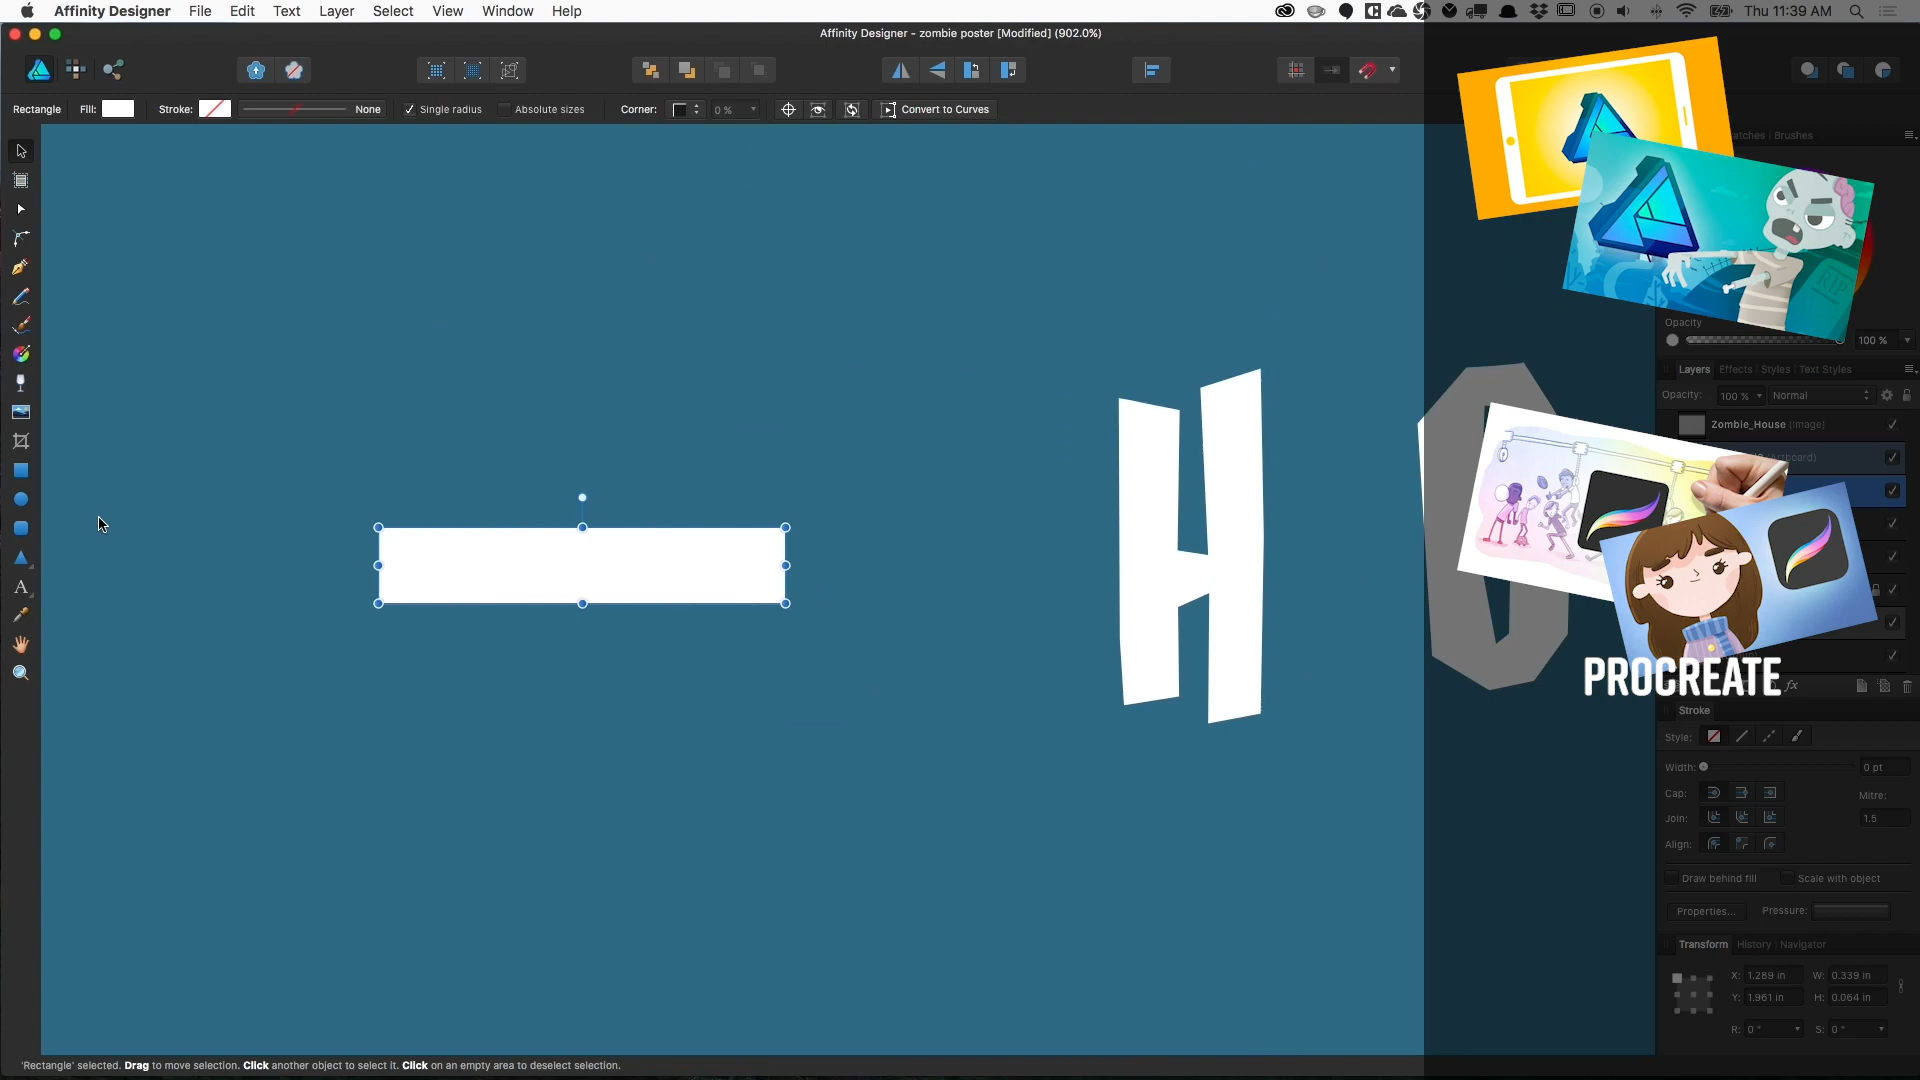 Affinity Designer File Edit Text Layer Select View Window Help Thu 11:39 AM
Affinity Designer - zombie poster [Modified] (902.0%)
Rectangle Fill: Stroke: None Single radius Absolute sizes Corner: 0 % Convert to Curves
Brushes
RIP
Opacity
100 %
Layers Effects Styles Text Styles
Opacity: 100 % Normal
Zombie_House (Image)
H
PROCREATE
fx
Stroke
Style:
Width: 0 pt
Cap: Mitre:
Join: 1.5
Align:
Draw behind fill Scale with object
Properties... Pressure:
Transform History Navigator
X: 1.289 in W: 0.339 in
Y: 1.961 in H: 0.064 in
R: 0 ° S: 0 °
'Rectangle' selected. Drag to move selection. Click another object to select it. Click on an empty area to deselect selection.